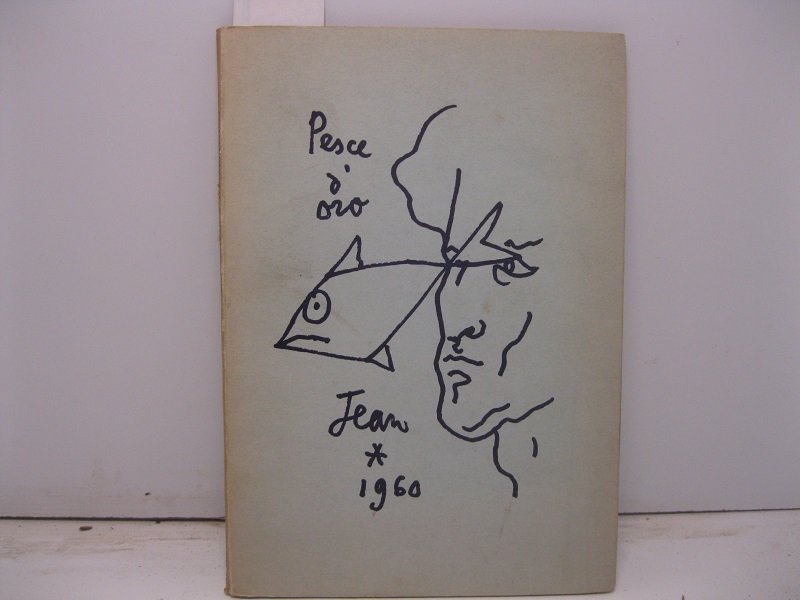 Pesce
d'
oro
Jean
*
1960